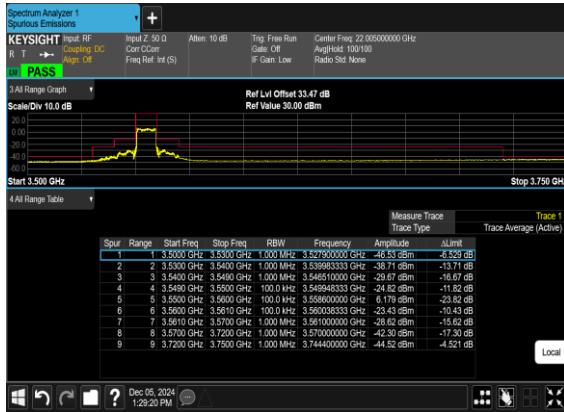 Spectrum Analyzer 1
Spurious Emissions
KEYSIGHT Input: RF
R T Coupling: DC
Align: Off
Input Z: 50 Ω
Corr CCorr
Freq Ref: Int (S)
Atten: 10 dB
Trig: Free Run
Gate: Off
IF Gain: Low
Center Freq: 22.005000000 GHz
Avg|Hold: 100/100
Radio Std: None
PASS
3 All Range Graph
Ref Lvl Offset 33.47 dB
Scale/Div 10.0 dB
Ref Value 30.00 dBm
20.0
0.00
-20.0
-40.0
-60.0
Start 3.500 GHz
Stop 3.750 GH
4 All Range Table
Measure Trace Trace 1
Trace Type Trace Average (Active)
Spur Range Start Freq Stop Freq RBW Frequency Amplitude ΔLimit
1 1 3.5000 GHz 3.5300 GHz 1.000 MHz 3.527900000 GHz -46.53 dBm -6.529 dB
2 2 3.5300 GHz 3.5400 GHz 1.000 MHz 3.539983333 GHz -38.71 dBm -13.71 dB
3 3 3.5400 GHz 3.5490 GHz 1.000 MHz 3.546510000 GHz -29.67 dBm -16.67 dB
4 4 3.5490 GHz 3.5500 GHz 100.0 kHz 3.549948333 GHz -24.82 dBm -11.82 dB
5 5 3.5500 GHz 3.5600 GHz 100.0 kHz 3.558600000 GHz 6.179 dBm -23.82 dB
6 6 3.5600 GHz 3.5610 GHz 100.0 kHz 3.560038333 GHz -23.43 dBm -10.43 dB
7 7 3.5610 GHz 3.5700 GHz 1.000 MHz 3.561000000 GHz -28.62 dBm -15.62 dB
8 8 3.5700 GHz 3.7200 GHz 1.000 MHz 3.570000000 GHz -42.30 dBm -17.30 dB
9 9 3.7200 GHz 3.7500 GHz 1.000 MHz 3.744400000 GHz -44.52 dBm -4.521 dB
Local
?
Dec 05, 2024
1:29:20 PM